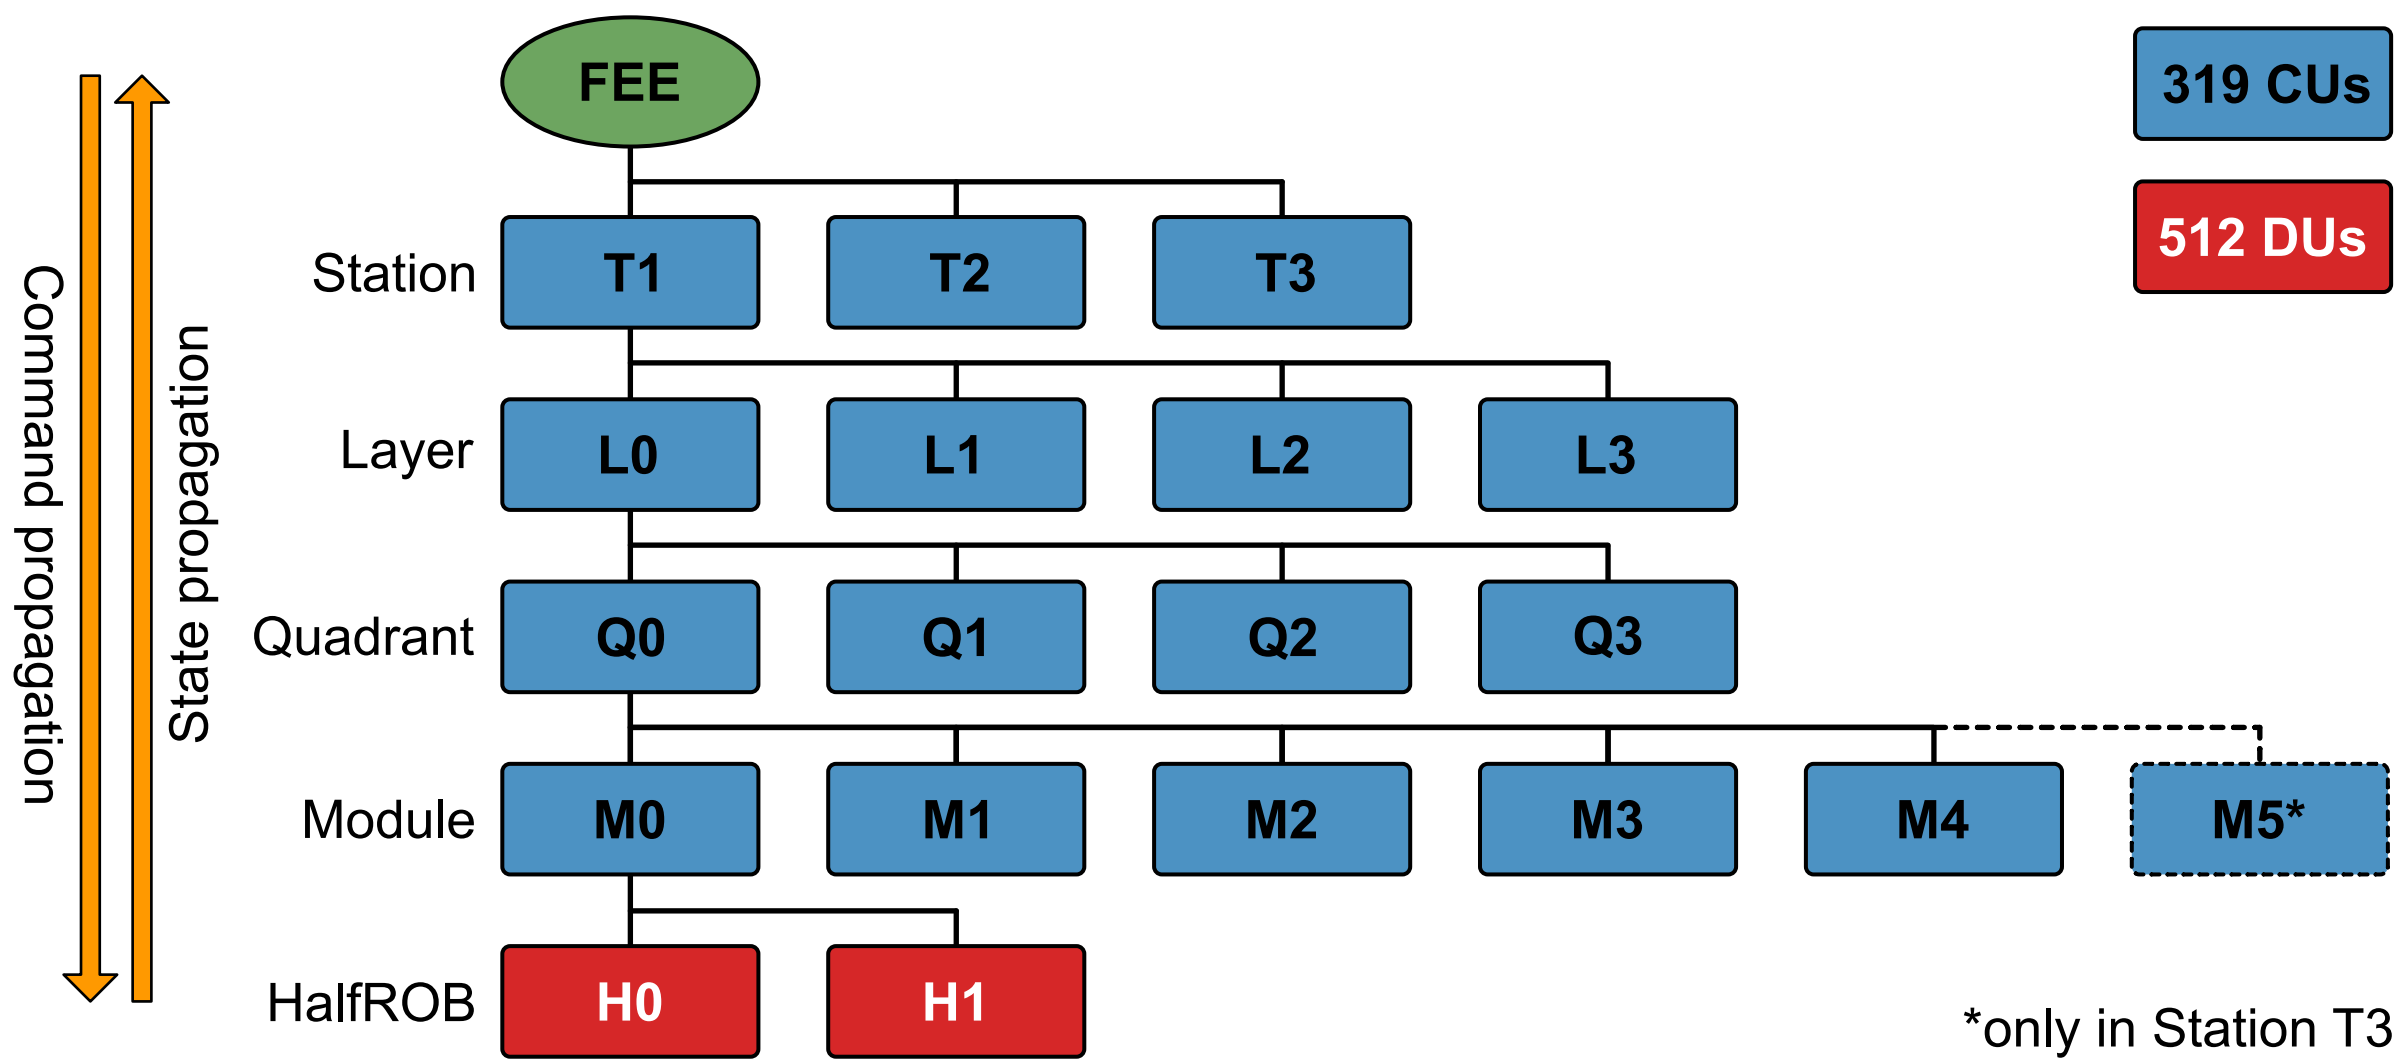 FEE
319 CUs
512 DUs
Station
T1
T2
T3
Layer
L0
L1
L2
L3
Quadrant
Q0
Q1
Q2
Q3
Module
M0
M1
M2
M3
M4
M5*
HalfROB
H0
H1
Command propagation
State propagation
*only in Station T3